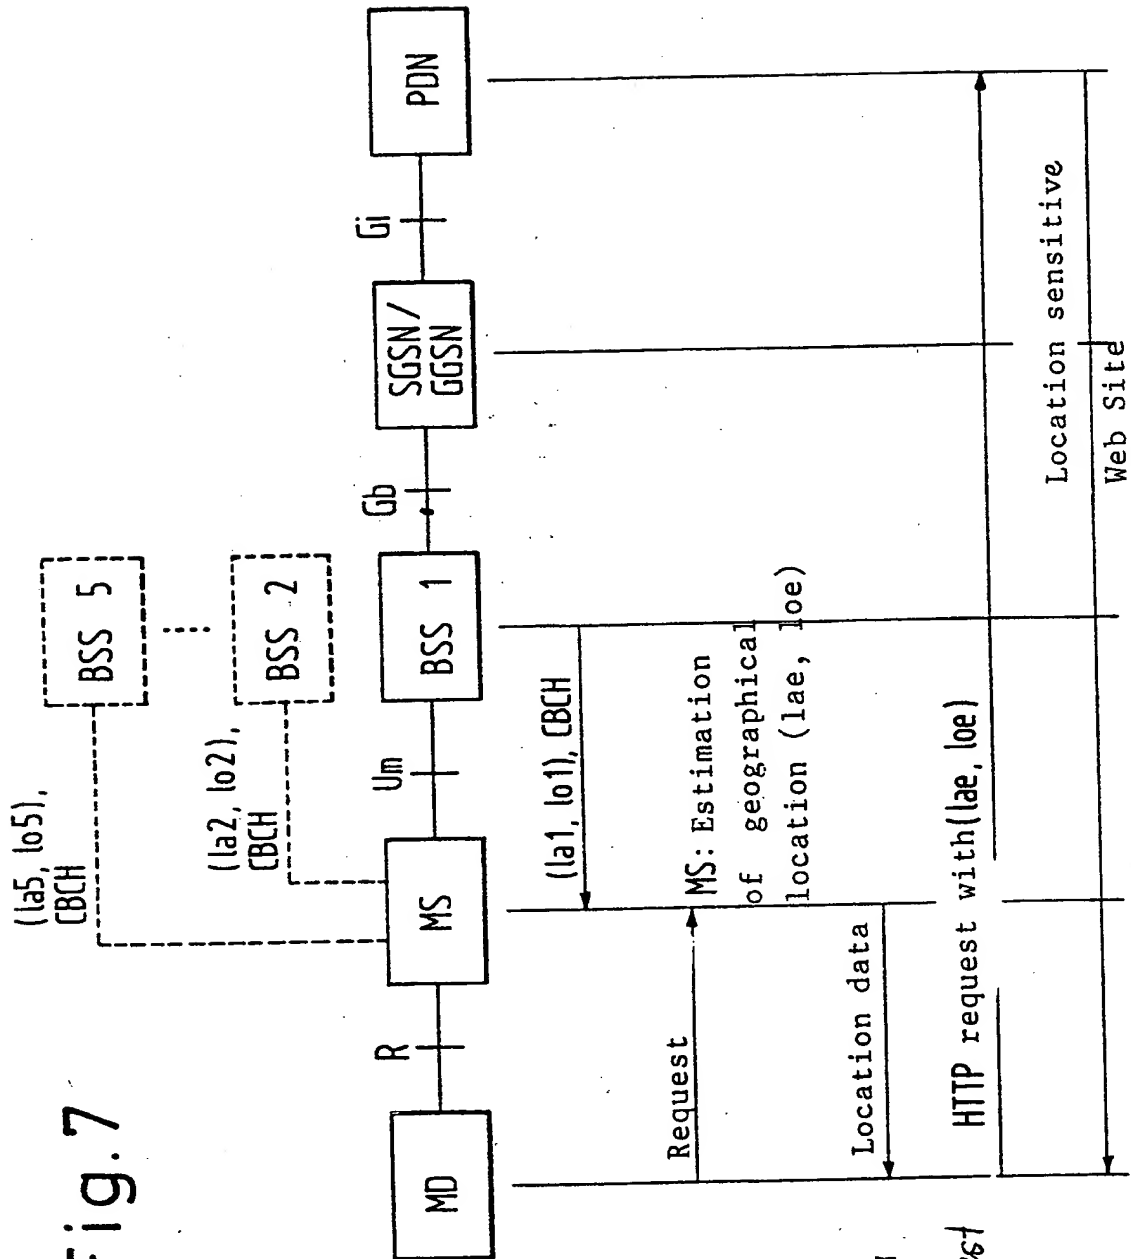 Fig.7
(la5, lo5),
CBCH
BSS 5
(la2, lo2),
CBCH
BSS 2
MD
R
MS
Um
BSS 1
Gb
SGSN/
GGSN
Gi
PDN
(la1, lo1), CBCH
Request
MS: Estimation
of geographical
location (lae, loe)
Location data
HTTP request with(lae, loe)
Location sensitive
Web Site